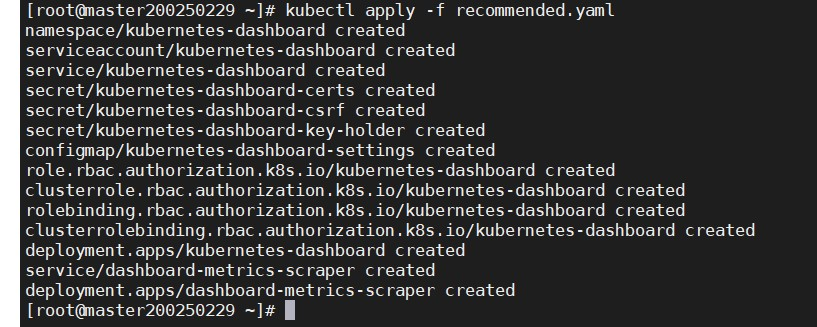 [root@master200250229 ~]# kubectl apply -f recommended.yaml
namespace/kubernetes-dashboard created
serviceaccount/kubernetes-dashboard created
service/kubernetes-dashboard created
secret/kubernetes-dashboard-certs created
secret/kubernetes-dashboard-csrf created
secret/kubernetes-dashboard-key-holder created
configmap/kubernetes-dashboard-settings created
role.rbac.authorization.k8s.io/kubernetes-dashboard created
clusterrole.rbac.authorization.k8s.io/kubernetes-dashboard created
rolebinding.rbac.authorization.k8s.io/kubernetes-dashboard created
clusterrolebinding.rbac.authorization.k8s.io/kubernetes-dashboard created
deployment.apps/kubernetes-dashboard created
service/dashboard-metrics-scraper created
deployment.apps/dashboard-metrics-scraper created
[root@master200250229 ~]#